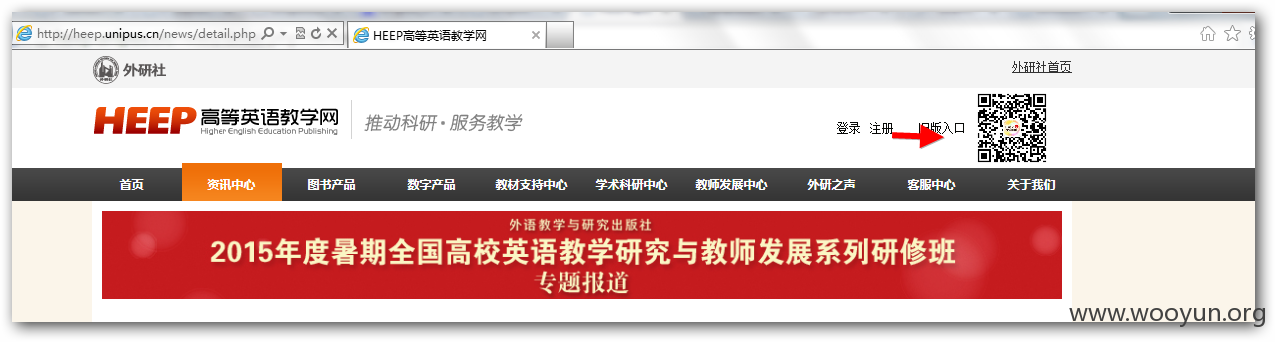 http://heep.unipus.cn/news/detail.php
HEEP高等英语教学网
外研社
外研社首页
HEEP 高等英语教学网
Higher English Education Publishing
推动科研·服务教学
登录 注册 旧版入口
首页 资讯中心 图书产品 数字产品 教材支持中心 学术科研中心 教师发展中心 外研之声 客服中心 关于我们
外语教学与研究出版社
2015年度暑期全国高校英语教学研究与教师发展系列研修班
专题报道
www.wooyun.org